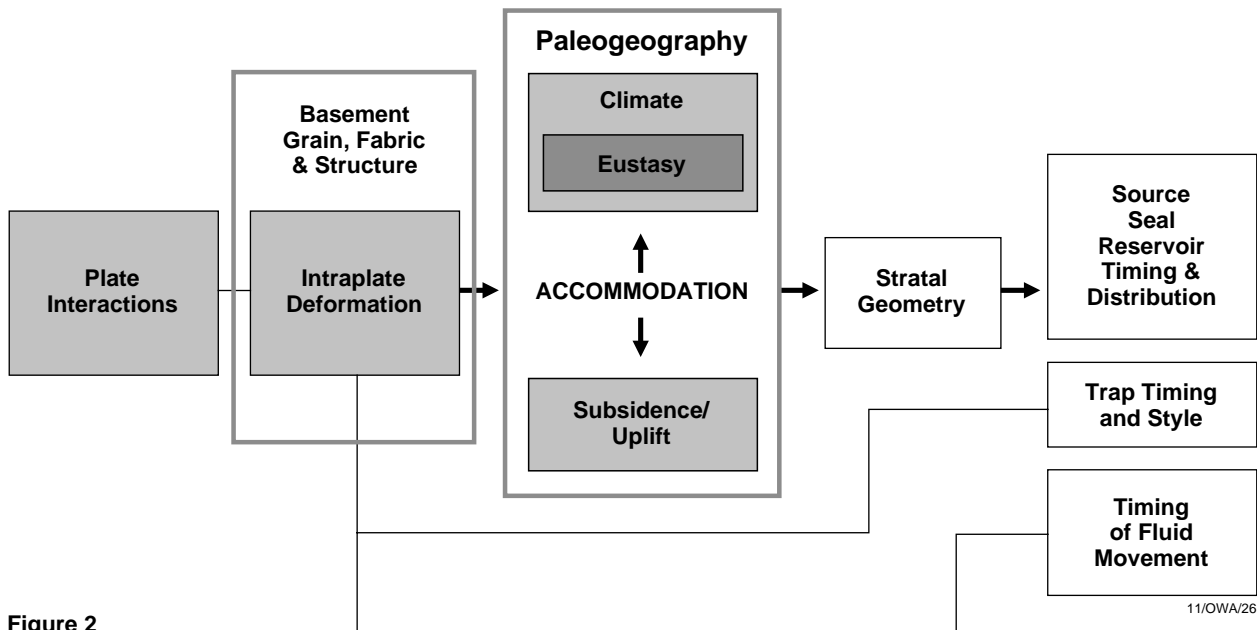 Paleogeography
Basement
Grain, Fabric
& Structure
Climate
Eustasy
Plate
Interactions
Intraplate
Deformation
ACCOMMODATION
Subsidence/
Uplift
Stratal
Geometry
Source
Seal
Reservoir
Timing &
Distribution
Trap Timing
and Style
Timing
of Fluid
Movement
11/OWA/26
Figure 2